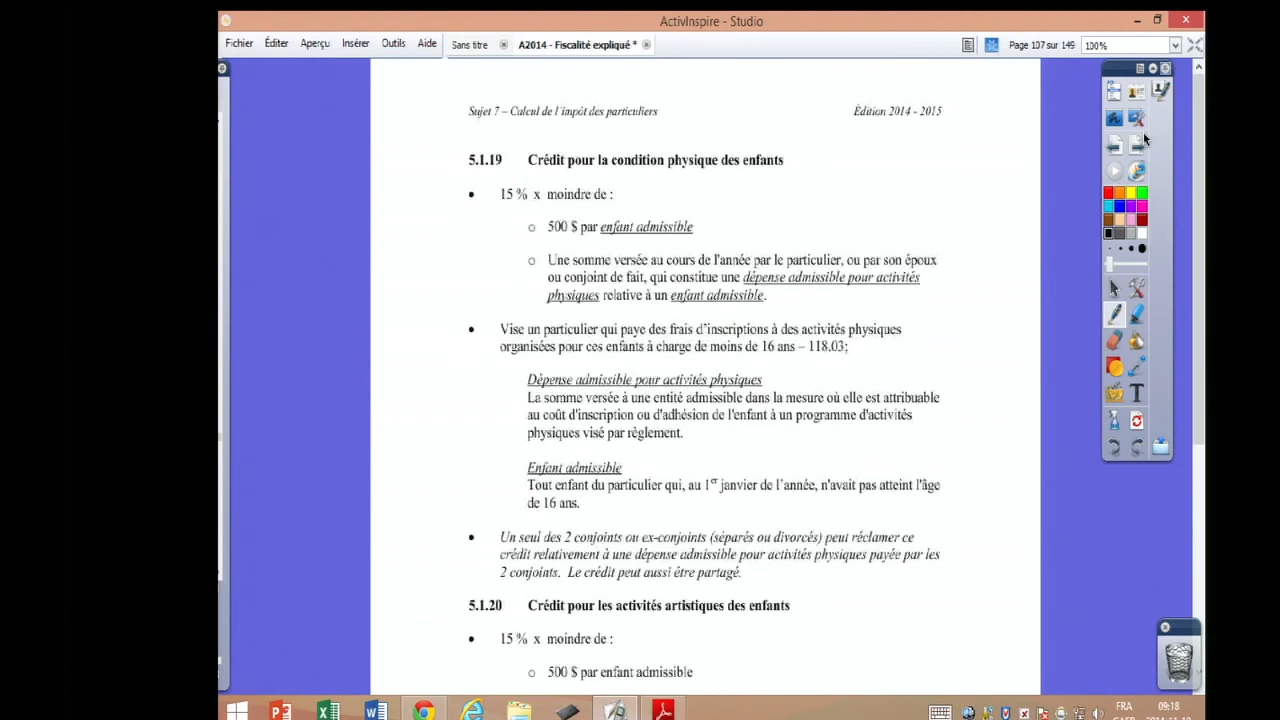 ActivInspire - Studio
Fichier Éditer Aperçu Insérer Outils Aide Sans titre A2014 - Fiscalité expliqué * Page 107 sur 149 100%
Sujet 7 – Calcul de l'impôt des particuliers Édition 2014 - 2015
5.1.19 Crédit pour la condition physique des enfants
• 15 % x moindre de :
o 500 $ par enfant admissible
o Une somme versée au cours de l'année par le particulier, ou par son époux
ou conjoint de fait, qui constitue une dépense admissible pour activités
physiques relative à un enfant admissible.
• Vise un particulier qui paye des frais d'inscriptions à des activités physiques
organisées pour ces enfants à charge de moins de 16 ans – 118.03;
Dépense admissible pour activités physiques
La somme versée à une entité admissible dans la mesure où elle est attribuable
au coût d'inscription ou d'adhésion de l'enfant à un programme d'activités
physiques visé par règlement.
Enfant admissible
Tout enfant du particulier qui, au 1er janvier de l'année, n'avait pas atteint l'âge
de 16 ans.
• Un seul des 2 conjoints ou ex-conjoints (séparés ou divorcés) peut réclamer ce
crédit relativement à une dépense admissible pour activités physiques payée par les
2 conjoints. Le crédit peut aussi être partagé.
5.1.20 Crédit pour les activités artistiques des enfants
• 15 % x moindre de :
o 500 $ par enfant admissible
FRA 09:18